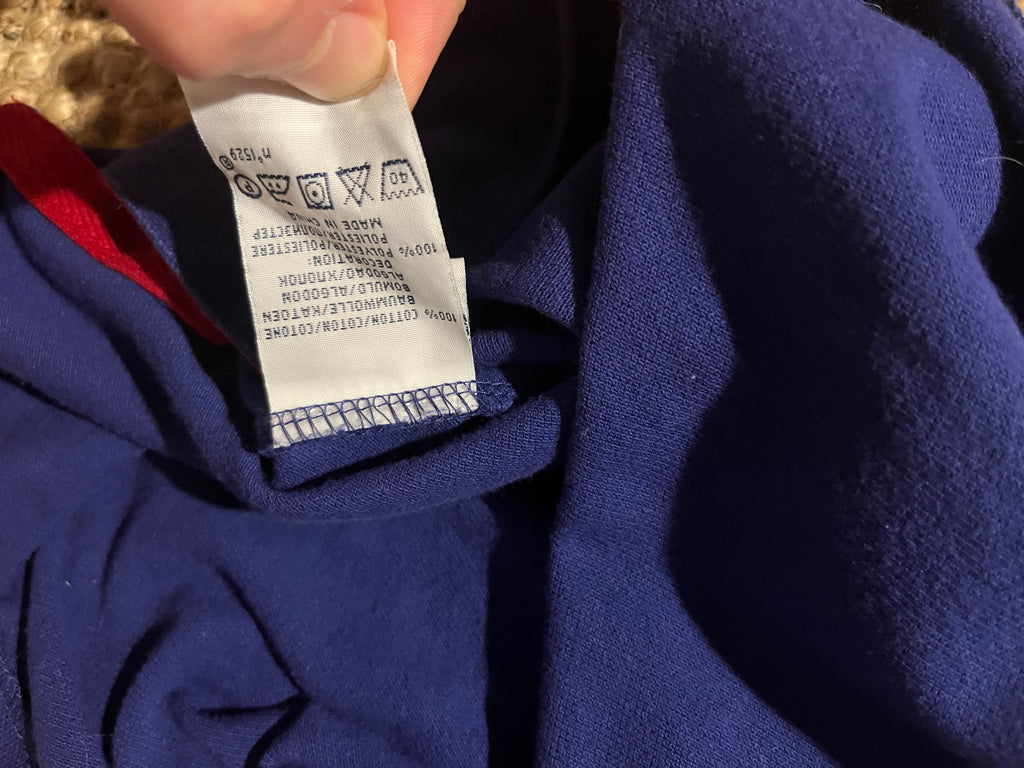 100% COTTON/COTON/COTONE
BAUMWOLLE/KATOEN
BOMULD/ALGODON
ALGODAO/ХЛОПОК
DECORATION:
100% POLYESTER/POLIESTERE
POLIESTER/ПОЛИЭСТЕР
MADE IN CHINA
40
P
n°1529